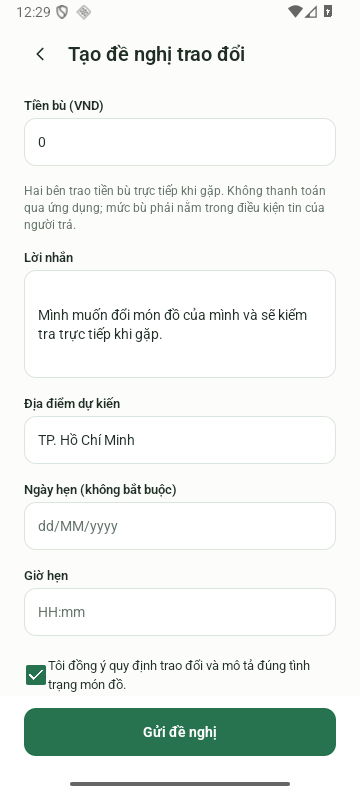 12:29
Tạo đề nghị trao đổi
Tiền bù (VND)
0
Hai bên trao tiền bù trực tiếp khi gặp. Không thanh toán
qua ứng dụng; mức bù phải nằm trong điều kiện tin của
người trả.
Lời nhắn
Mình muốn đổi món đồ của mình và sẽ kiểm
tra trực tiếp khi gặp.
Địa điểm dự kiến
TP. Hồ Chí Minh
Ngày hẹn (không bắt buộc)
dd/MM/yyyy
Giờ hẹn
HH:mm
Tôi đồng ý quy định trao đổi và mô tả đúng tình
trạng món đồ.
Gửi đề nghị